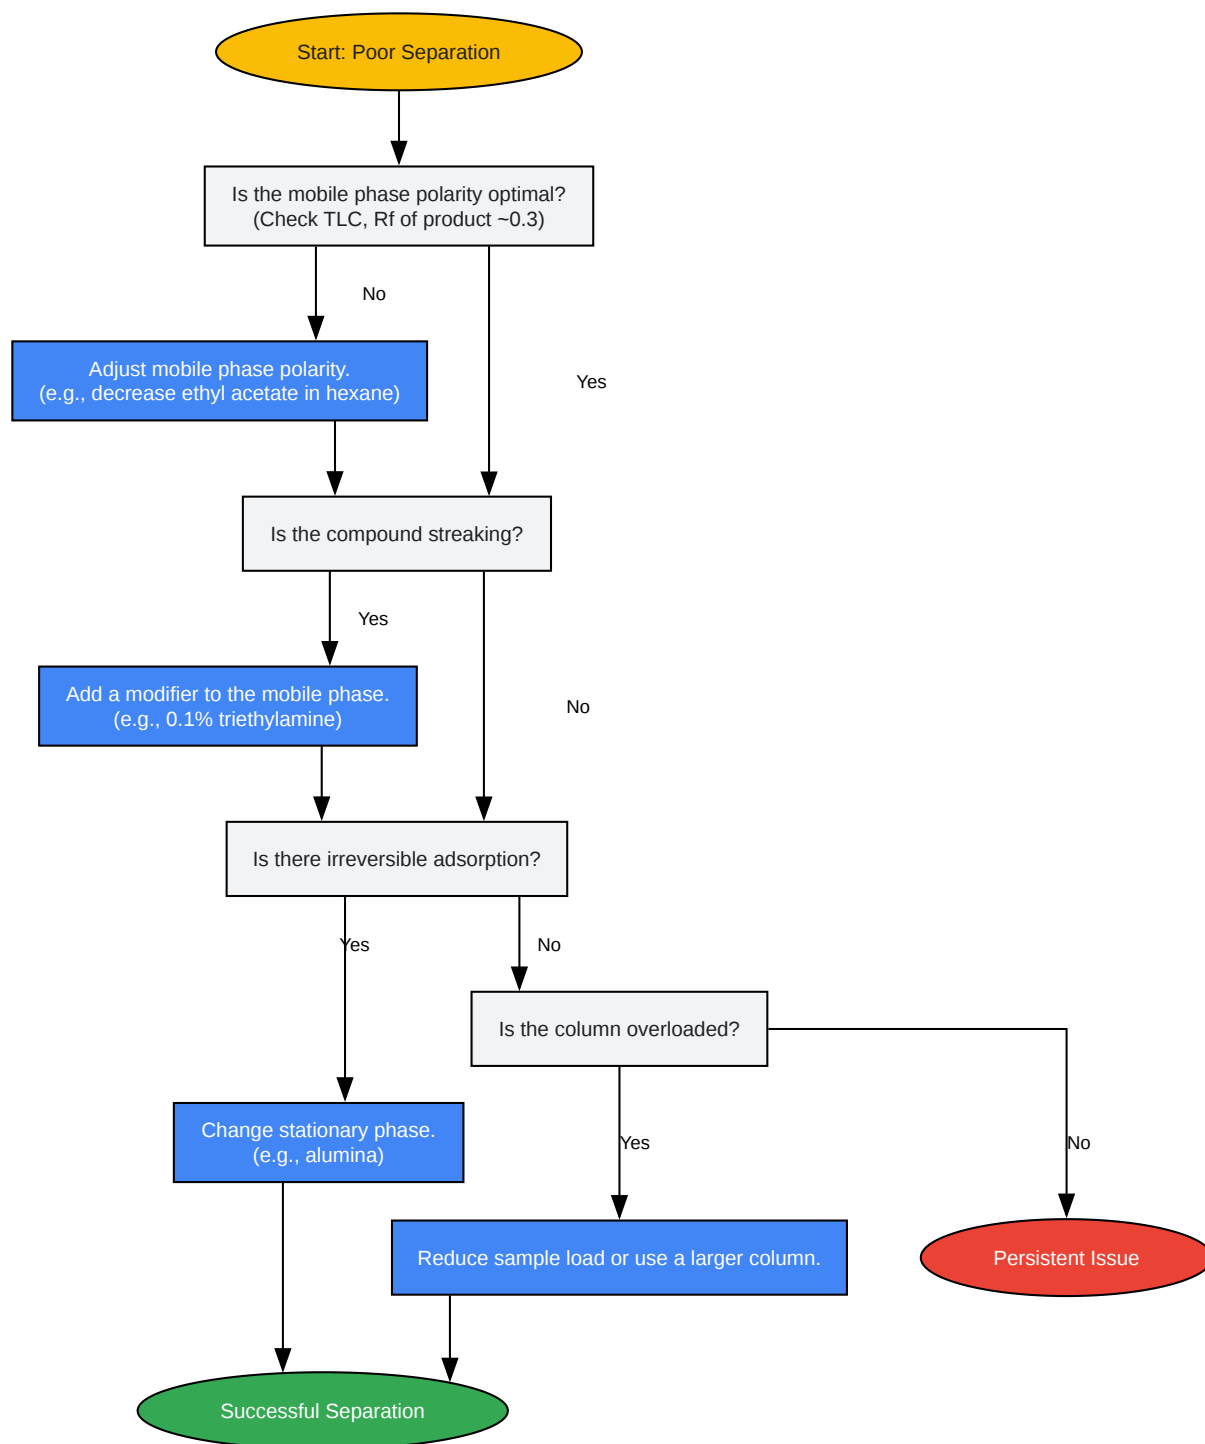 Start: Poor Separation
Is the mobile phase polarity optimal?
(Check TLC, Rf of product ~0.3)
No
Adjust mobile phase polarity.
(e.g., decrease ethyl acetate in hexane)
Yes
Is the compound streaking?
Yes
Add a modifier to the mobile phase.
(e.g., 0.1% triethylamine)
No
Is there irreversible adsorption?
Yes
No
Is the column overloaded?
Change stationary phase.
(e.g., alumina)
Yes
No
Reduce sample load or use a larger column.
Persistent Issue
Successful Separation